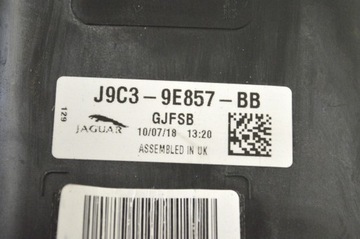 J9C3-9E857-BB
GJFSB
129
JAGUAR
10/07/18 13:20
ASSEMBLED IN UK